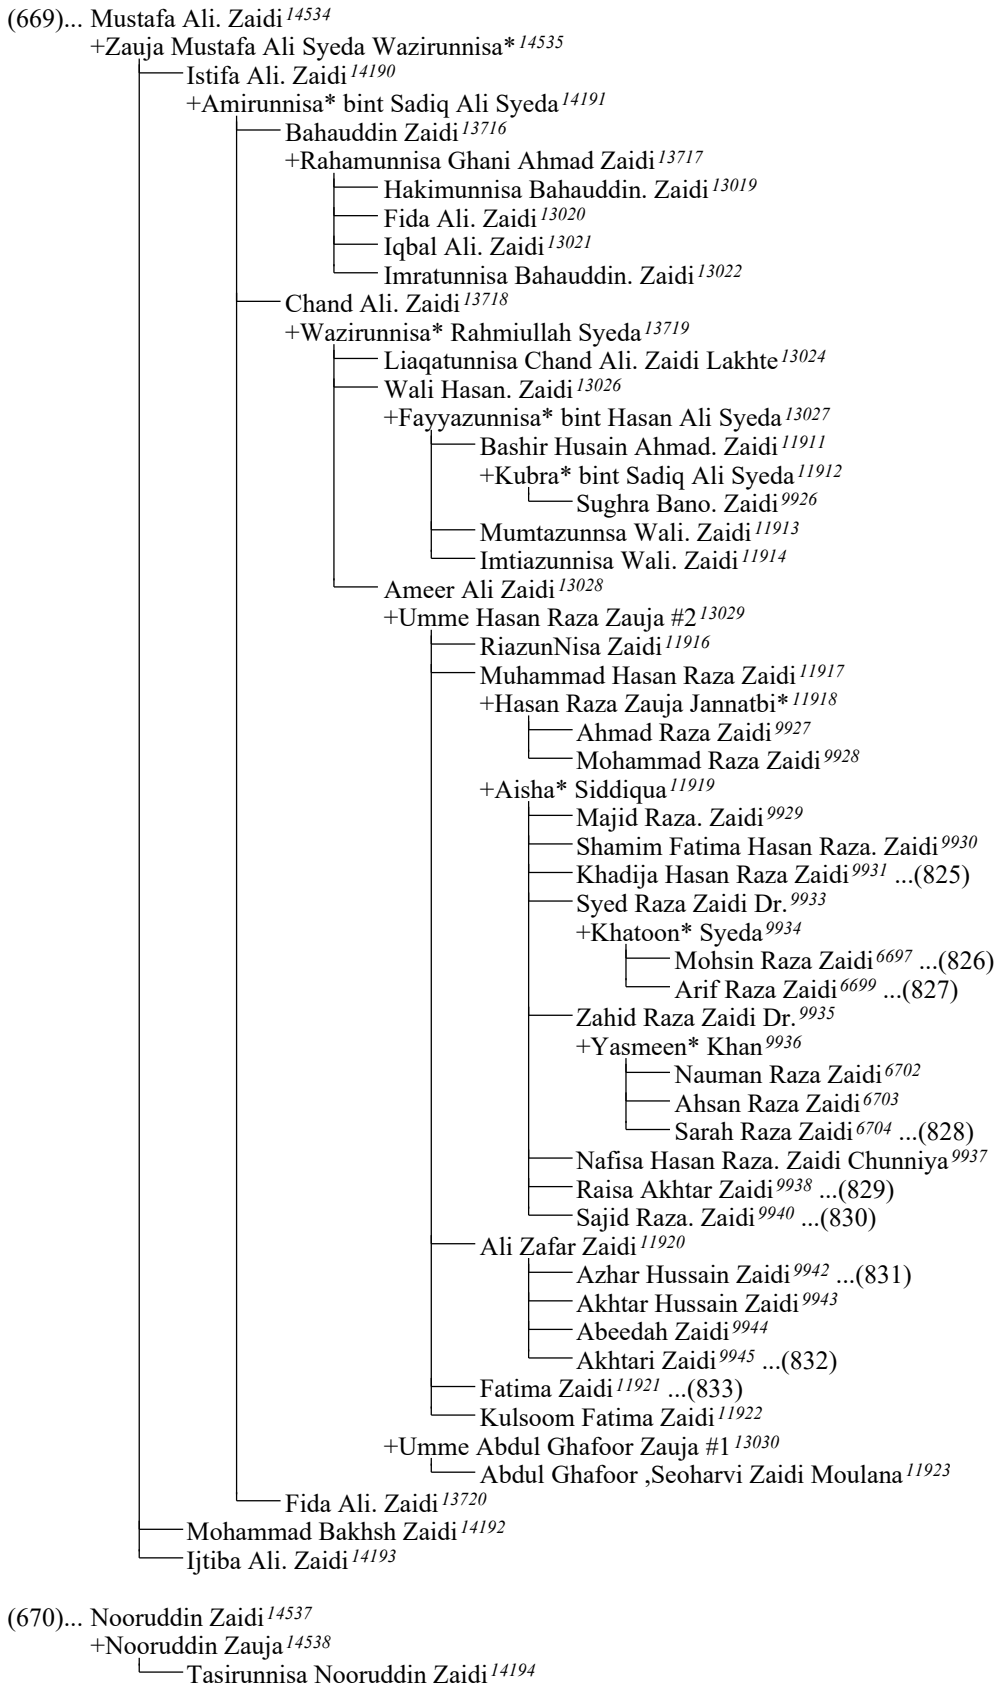 (669)... Mustafa Ali. Zaidi 14534
+Zauja Mustafa Ali Syeda Wazirunnisa* 14535
Istifa Ali. Zaidi 14190
+Amirunnisa* bint Sadiq Ali Syeda 14191
Bahauddin Zaidi 13716
+Rahamunnisa Ghani Ahmad Zaidi 13717
Hakimunnisa Bahauddin. Zaidi 13019
Fida Ali. Zaidi 13020
Iqbal Ali. Zaidi 13021
Imratunnisa Bahauddin. Zaidi 13022
Chand Ali. Zaidi 13718
+Wazirunnisa* Rahmiullah Syeda 13719
Liaqatunnisa Chand Ali. Zaidi Lakhte 13024
Wali Hasan. Zaidi 13026
+Fayyazunnisa* bint Hasan Ali Syeda 13027
Bashir Husain Ahmad. Zaidi 11911
+Kubra* bint Sadiq Ali Syeda 11912
Sughra Bano. Zaidi 9926
Mumtazunnsa Wali. Zaidi 11913
Imtiazunnisa Wali. Zaidi 11914
Ameer Ali Zaidi 13028
+Umme Hasan Raza Zauja #2 13029
RiazunNisa Zaidi 11916
Muhammad Hasan Raza Zaidi 11917
+Hasan Raza Zauja Jannatbi* 11918
Ahmad Raza Zaidi 9927
Mohammad Raza Zaidi 9928
+Aisha* Siddiqua 11919
Majid Raza. Zaidi 9929
Shamim Fatima Hasan Raza. Zaidi 9930
Khadija Hasan Raza Zaidi 9931 ...(825)
Syed Raza Zaidi Dr. 9933
+Khatoon* Syeda 9934
Mohsin Raza Zaidi 6697 ...(826)
Arif Raza Zaidi 6699 ...(827)
Zahid Raza Zaidi Dr. 9935
+Yasmeen* Khan 9936
Nauman Raza Zaidi 6702
Ahsan Raza Zaidi 6703
Sarah Raza Zaidi 6704 ...(828)
Nafisa Hasan Raza. Zaidi Chunniya 9937
Raisa Akhtar Zaidi 9938 ...(829)
Sajid Raza. Zaidi 9940 ...(830)
Ali Zafar Zaidi 11920
Azhar Hussain Zaidi 9942 ...(831)
Akhtar Hussain Zaidi 9943
Abeedah Zaidi 9944
Akhtari Zaidi 9945 ...(832)
Fatima Zaidi 11921 ...(833)
Kulsoom Fatima Zaidi 11922
+Umme Abdul Ghafoor Zauja #1 13030
Abdul Ghafoor ,Seoharvi Zaidi Moulana 11923
Fida Ali. Zaidi 13720
Mohammad Bakhsh Zaidi 14192
Ijtiba Ali. Zaidi 14193
(670)... Nooruddin Zaidi 14537
+Nooruddin Zauja 14538
Tasirunnisa Nooruddin Zaidi 14194